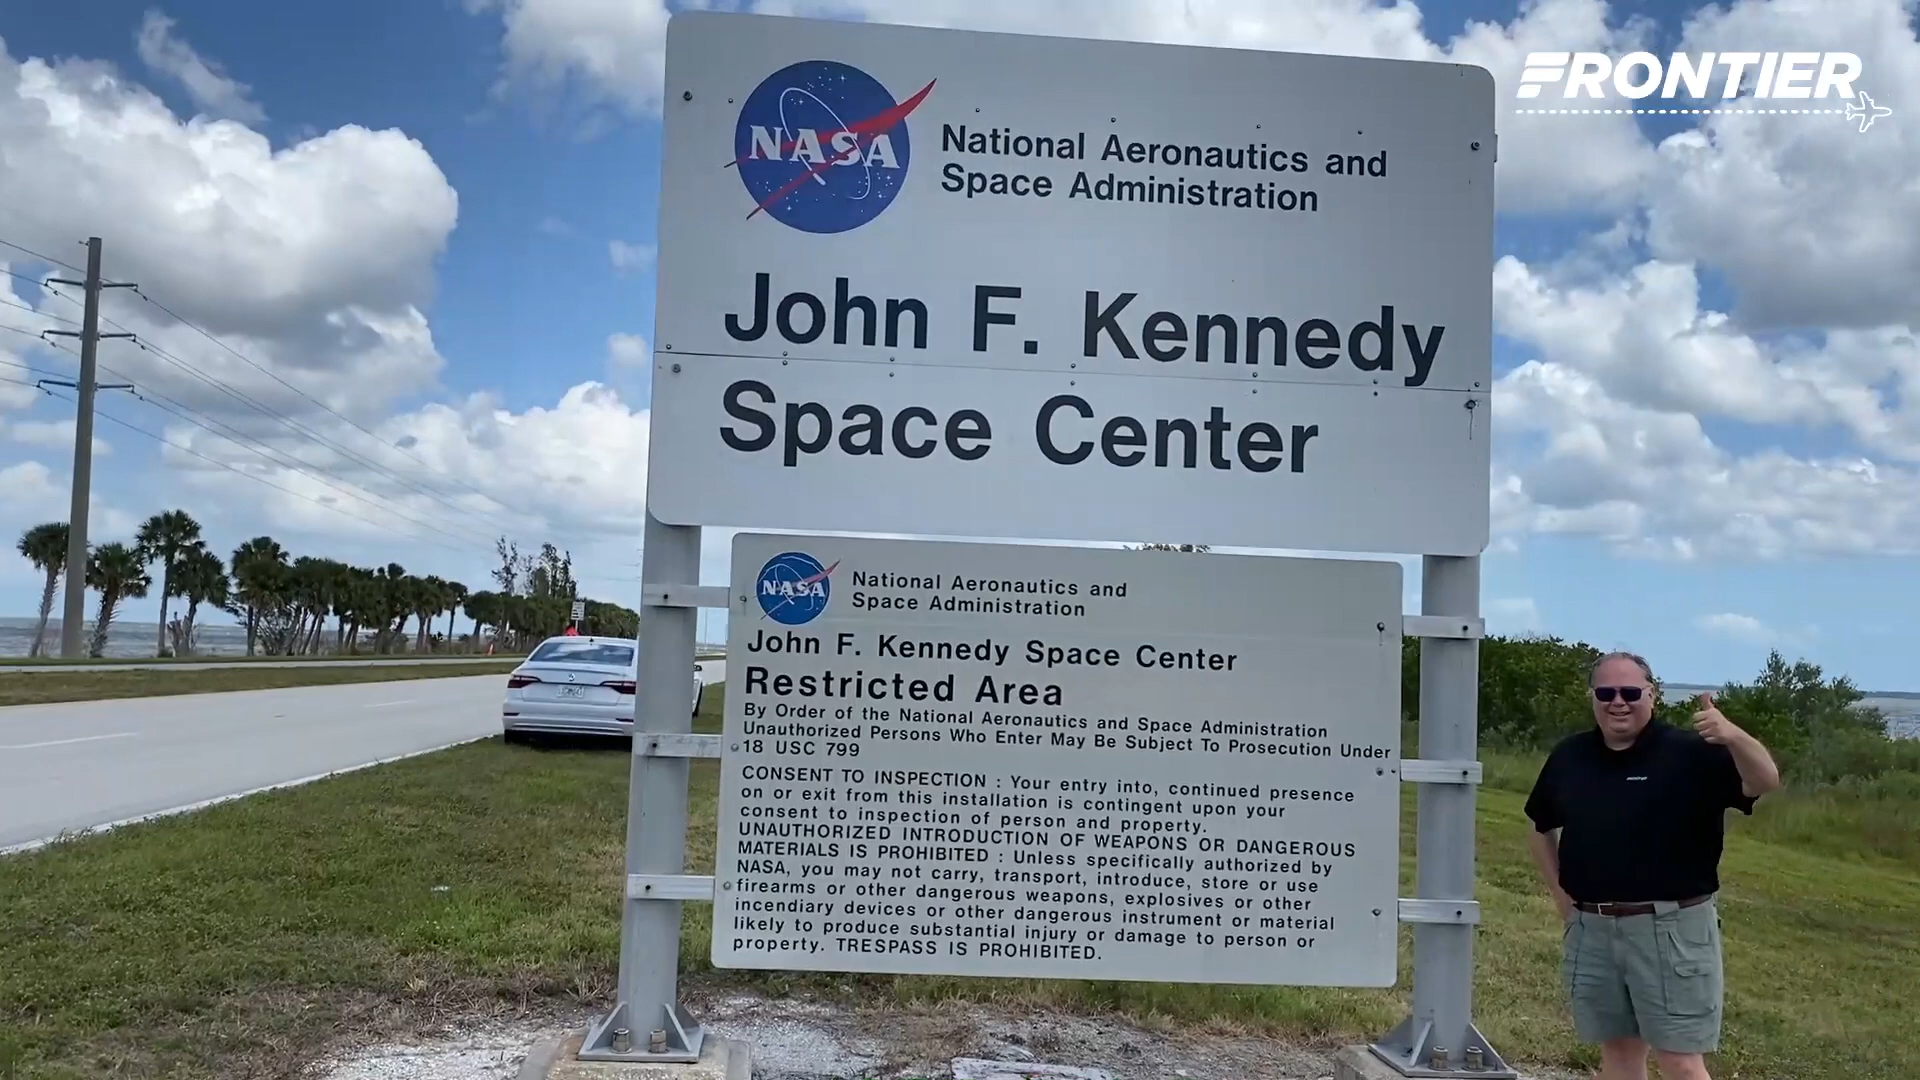 FRONTIER
NASA
National Aeronautics and
Space Administration
John F. Kennedy
Space Center
NASA
National Aeronautics and
Space Administration
John F. Kennedy Space Center
Restricted Area
By Order of the National Aeronautics and Space Administration
Unauthorized Persons Who Enter May Be Subject To Prosecution Under
18 USC 799
CONSENT TO INSPECTION : Your entry into, continued presence
on or exit from this installation is contingent upon your
consent to inspection of person and property.
UNAUTHORIZED INTRODUCTION OF WEAPONS OR DANGEROUS
MATERIALS IS PROHIBITED : Unless specifically authorized by
NASA, you may not carry, transport, introduce, store or use
firearms or other dangerous weapons, explosives or other
incendiary devices or other dangerous instrument or material
likely to produce substantial injury or damage to person or
property. TRESPASS IS PROHIBITED.